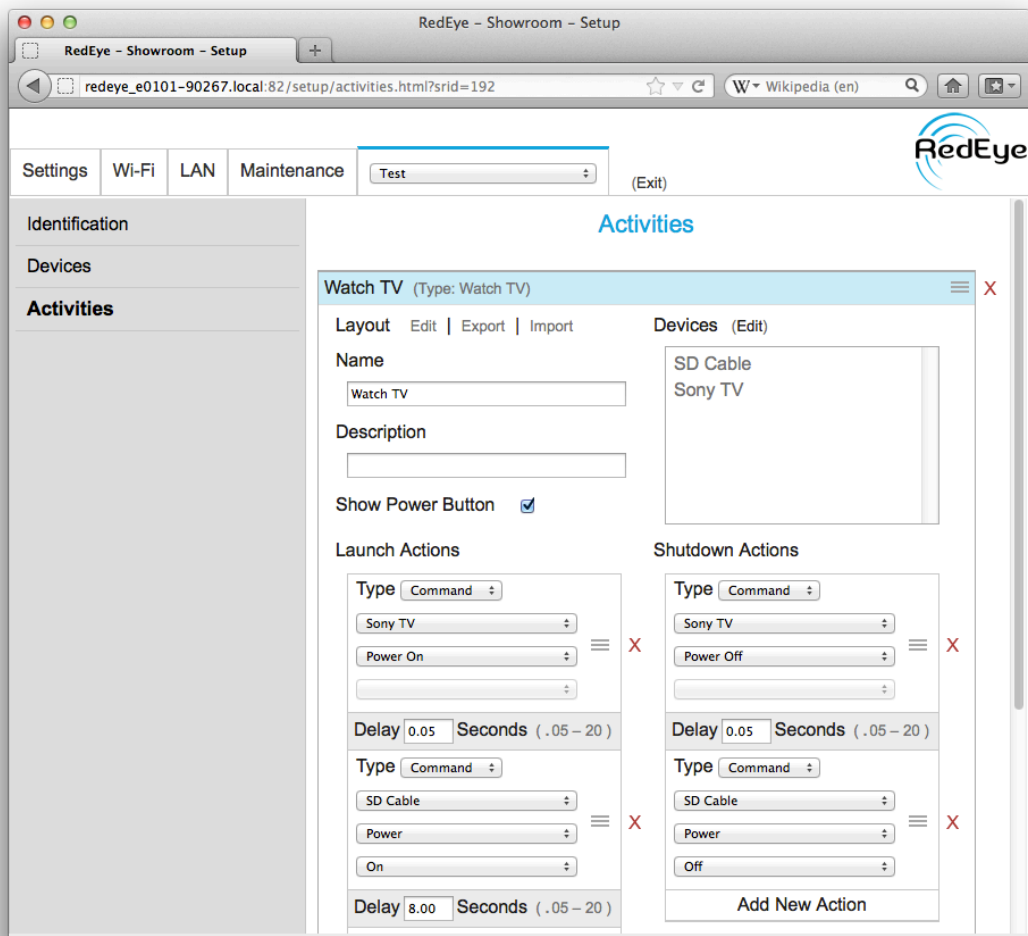 RedEye – Showroom – Setup
RedEye – Showroom – Setup +
redeye_e0101-90267.local:82/setup/activities.html?srid=192 W Wikipedia (en)
RedEye
Settings Wi-Fi LAN Maintenance Test (Exit)
Identification
Devices
Activities
Activities
Watch TV (Type: Watch TV) X
Layout Edit | Export | Import
Name
Watch TV
Description
Show Power Button
Devices (Edit)
SD Cable
Sony TV
Launch Actions
Type Command
Sony TV
Power On
X
Delay 0.05 Seconds ( .05 – 20 )
Type Command
SD Cable
Power
On
X
Delay 8.00 Seconds ( .05 – 20 )
Shutdown Actions
Type Command
Sony TV
Power Off
X
Delay 0.05 Seconds ( .05 – 20 )
Type Command
SD Cable
Power
Off
X
Add New Action